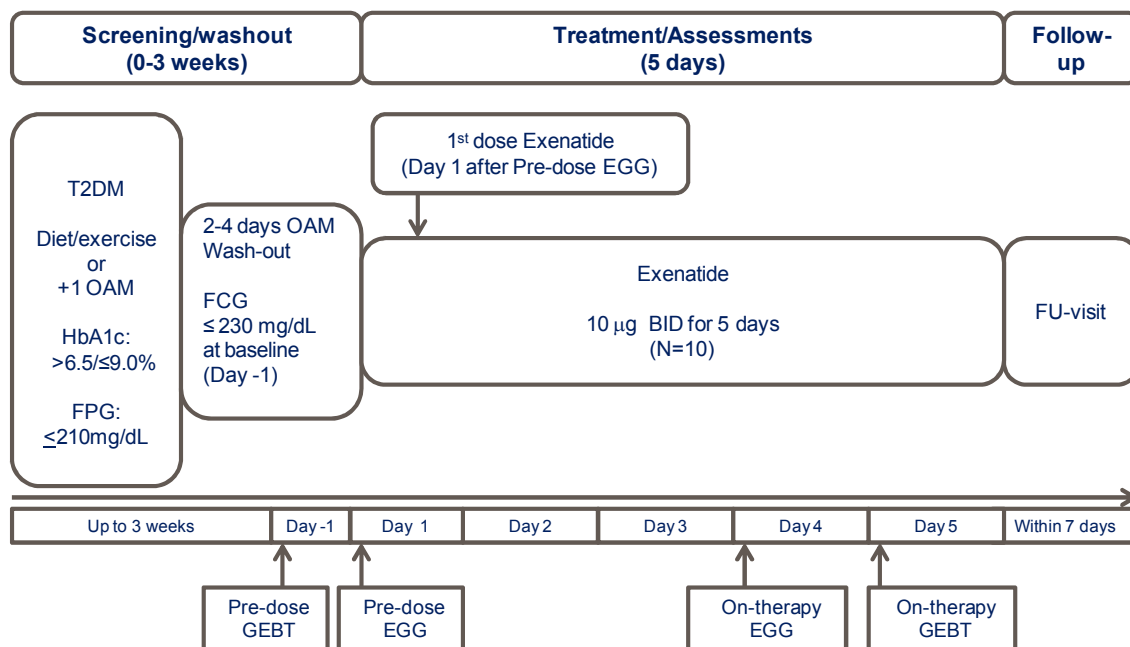 Screening/washout
(0-3 weeks)
Treatment/Assessments
(5 days)
Follow-
up
T2DM
Diet/exercise
or
+1 OAM
HbA1c:
>6.5/≤9.0%
FPG:
≤210mg/dL
2-4 days OAM
Wash-out
FCG
≤ 230 mg/dL
at baseline
(Day -1)
1st dose Exenatide
(Day 1 after Pre-dose EGG)
Exenatide
10 μg BID for 5 days
(N=10)
FU-visit
Up to 3 weeks
Day -1
Day 1
Day 2
Day 3
Day 4
Day 5
Within 7 days
Pre-dose
GEBT
Pre-dose
EGG
On-therapy
EGG
On-therapy
GEBT